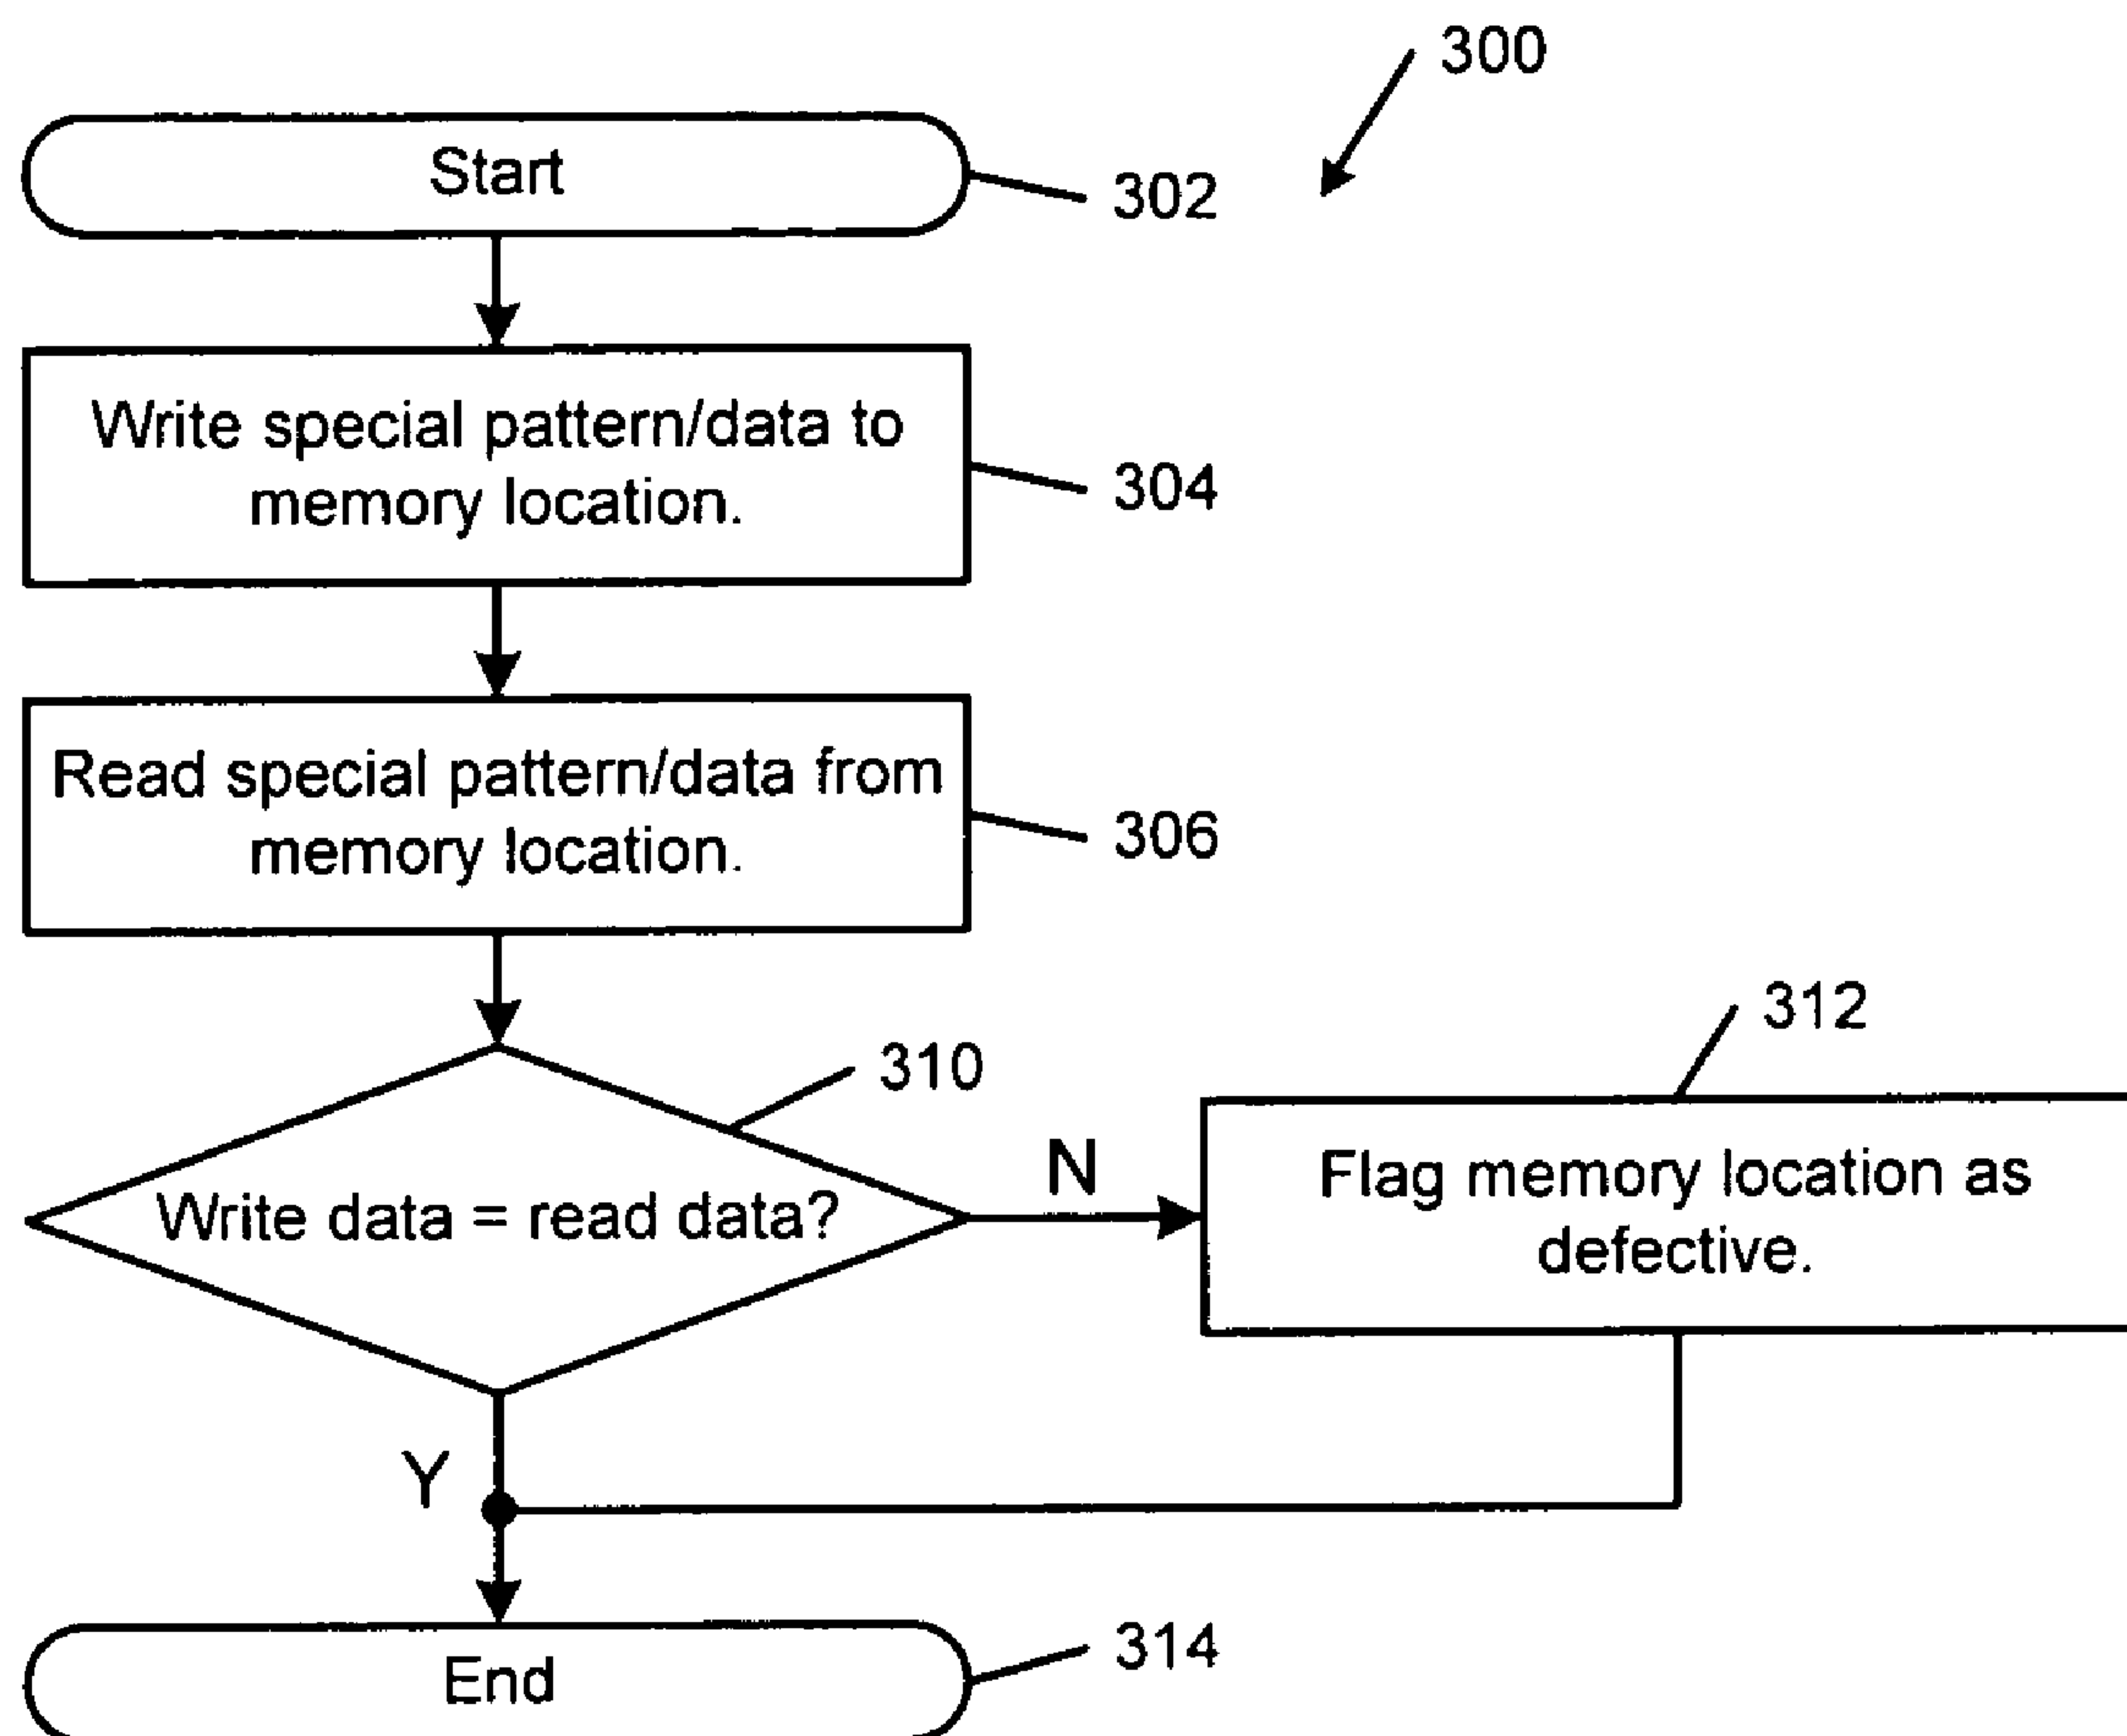 300
Start
302
Write special pattern/data to
memory location.
304
Read special pattern/data from
memory location.
306
310
312
Write data = read data?
N
Flag memory location as
defective.
Y
End
314